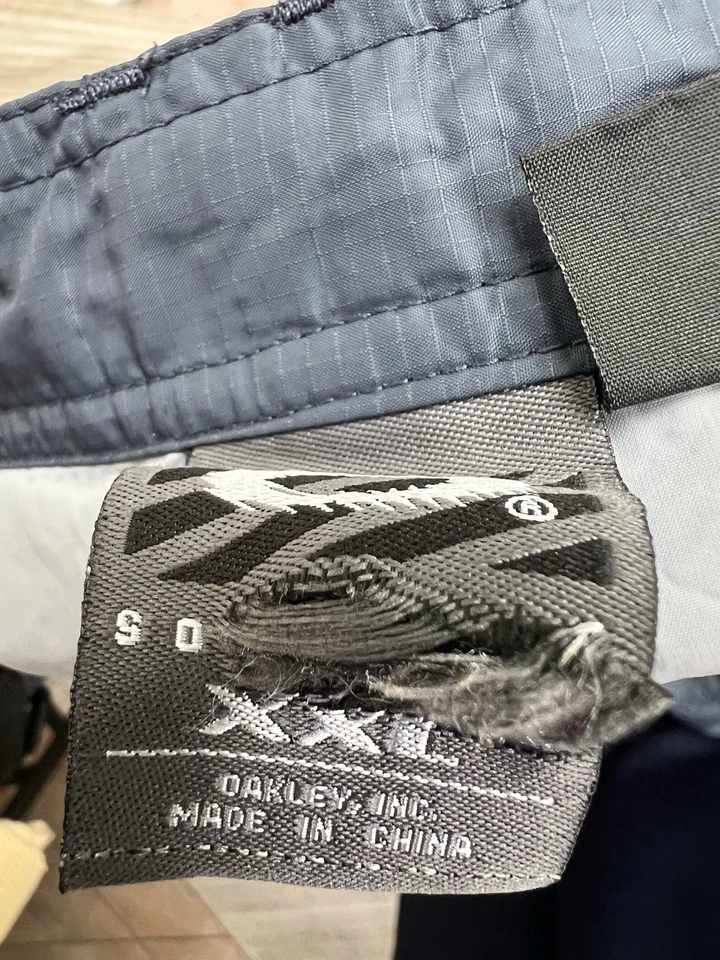 ®
XXL
OAKLEY, INC.
MADE IN CHINA